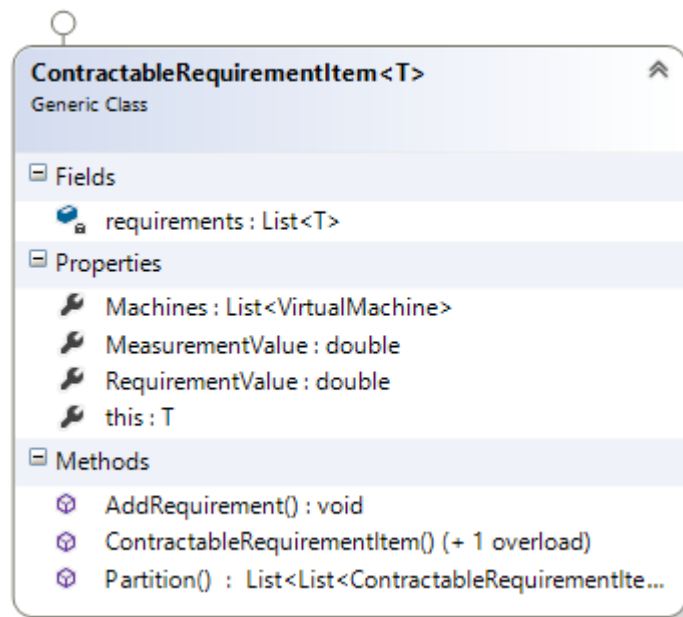 ContractableRequirementItem<T>
Generic Class
Fields
requirements : List<T>
Properties
Machines : List<VirtualMachine>
MeasurementValue : double
RequirementValue : double
this : T
Methods
AddRequirement() : void
ContractableRequirementItem() (+ 1 overload)
Partition() : List<List<ContractableRequirementIte...